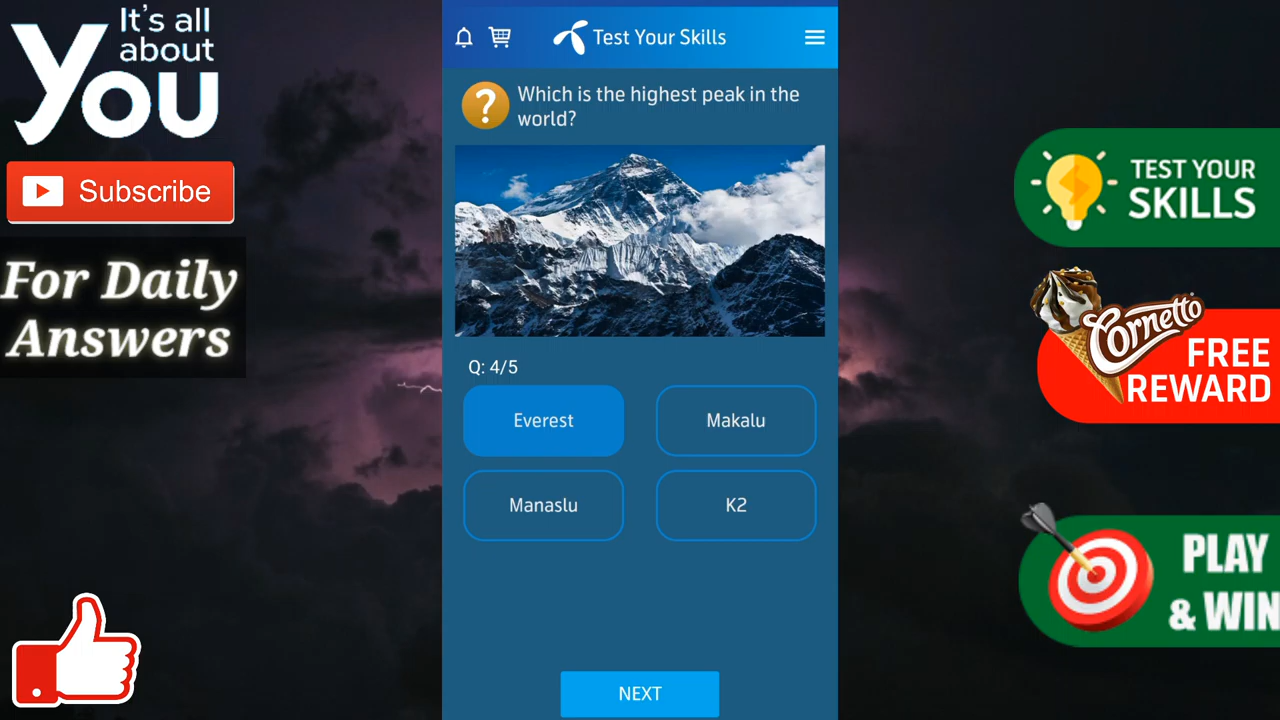 It's all
about
You
Subscribe
For Daily
Answers
Test Your Skills
?
Which is the highest peak in the
world?
Q: 4/5
Everest
Makalu
Manaslu
K2
NEXT
TEST YOUR
SKILLS
Cornetto
FREE
REWARD
PLAY
& WIN